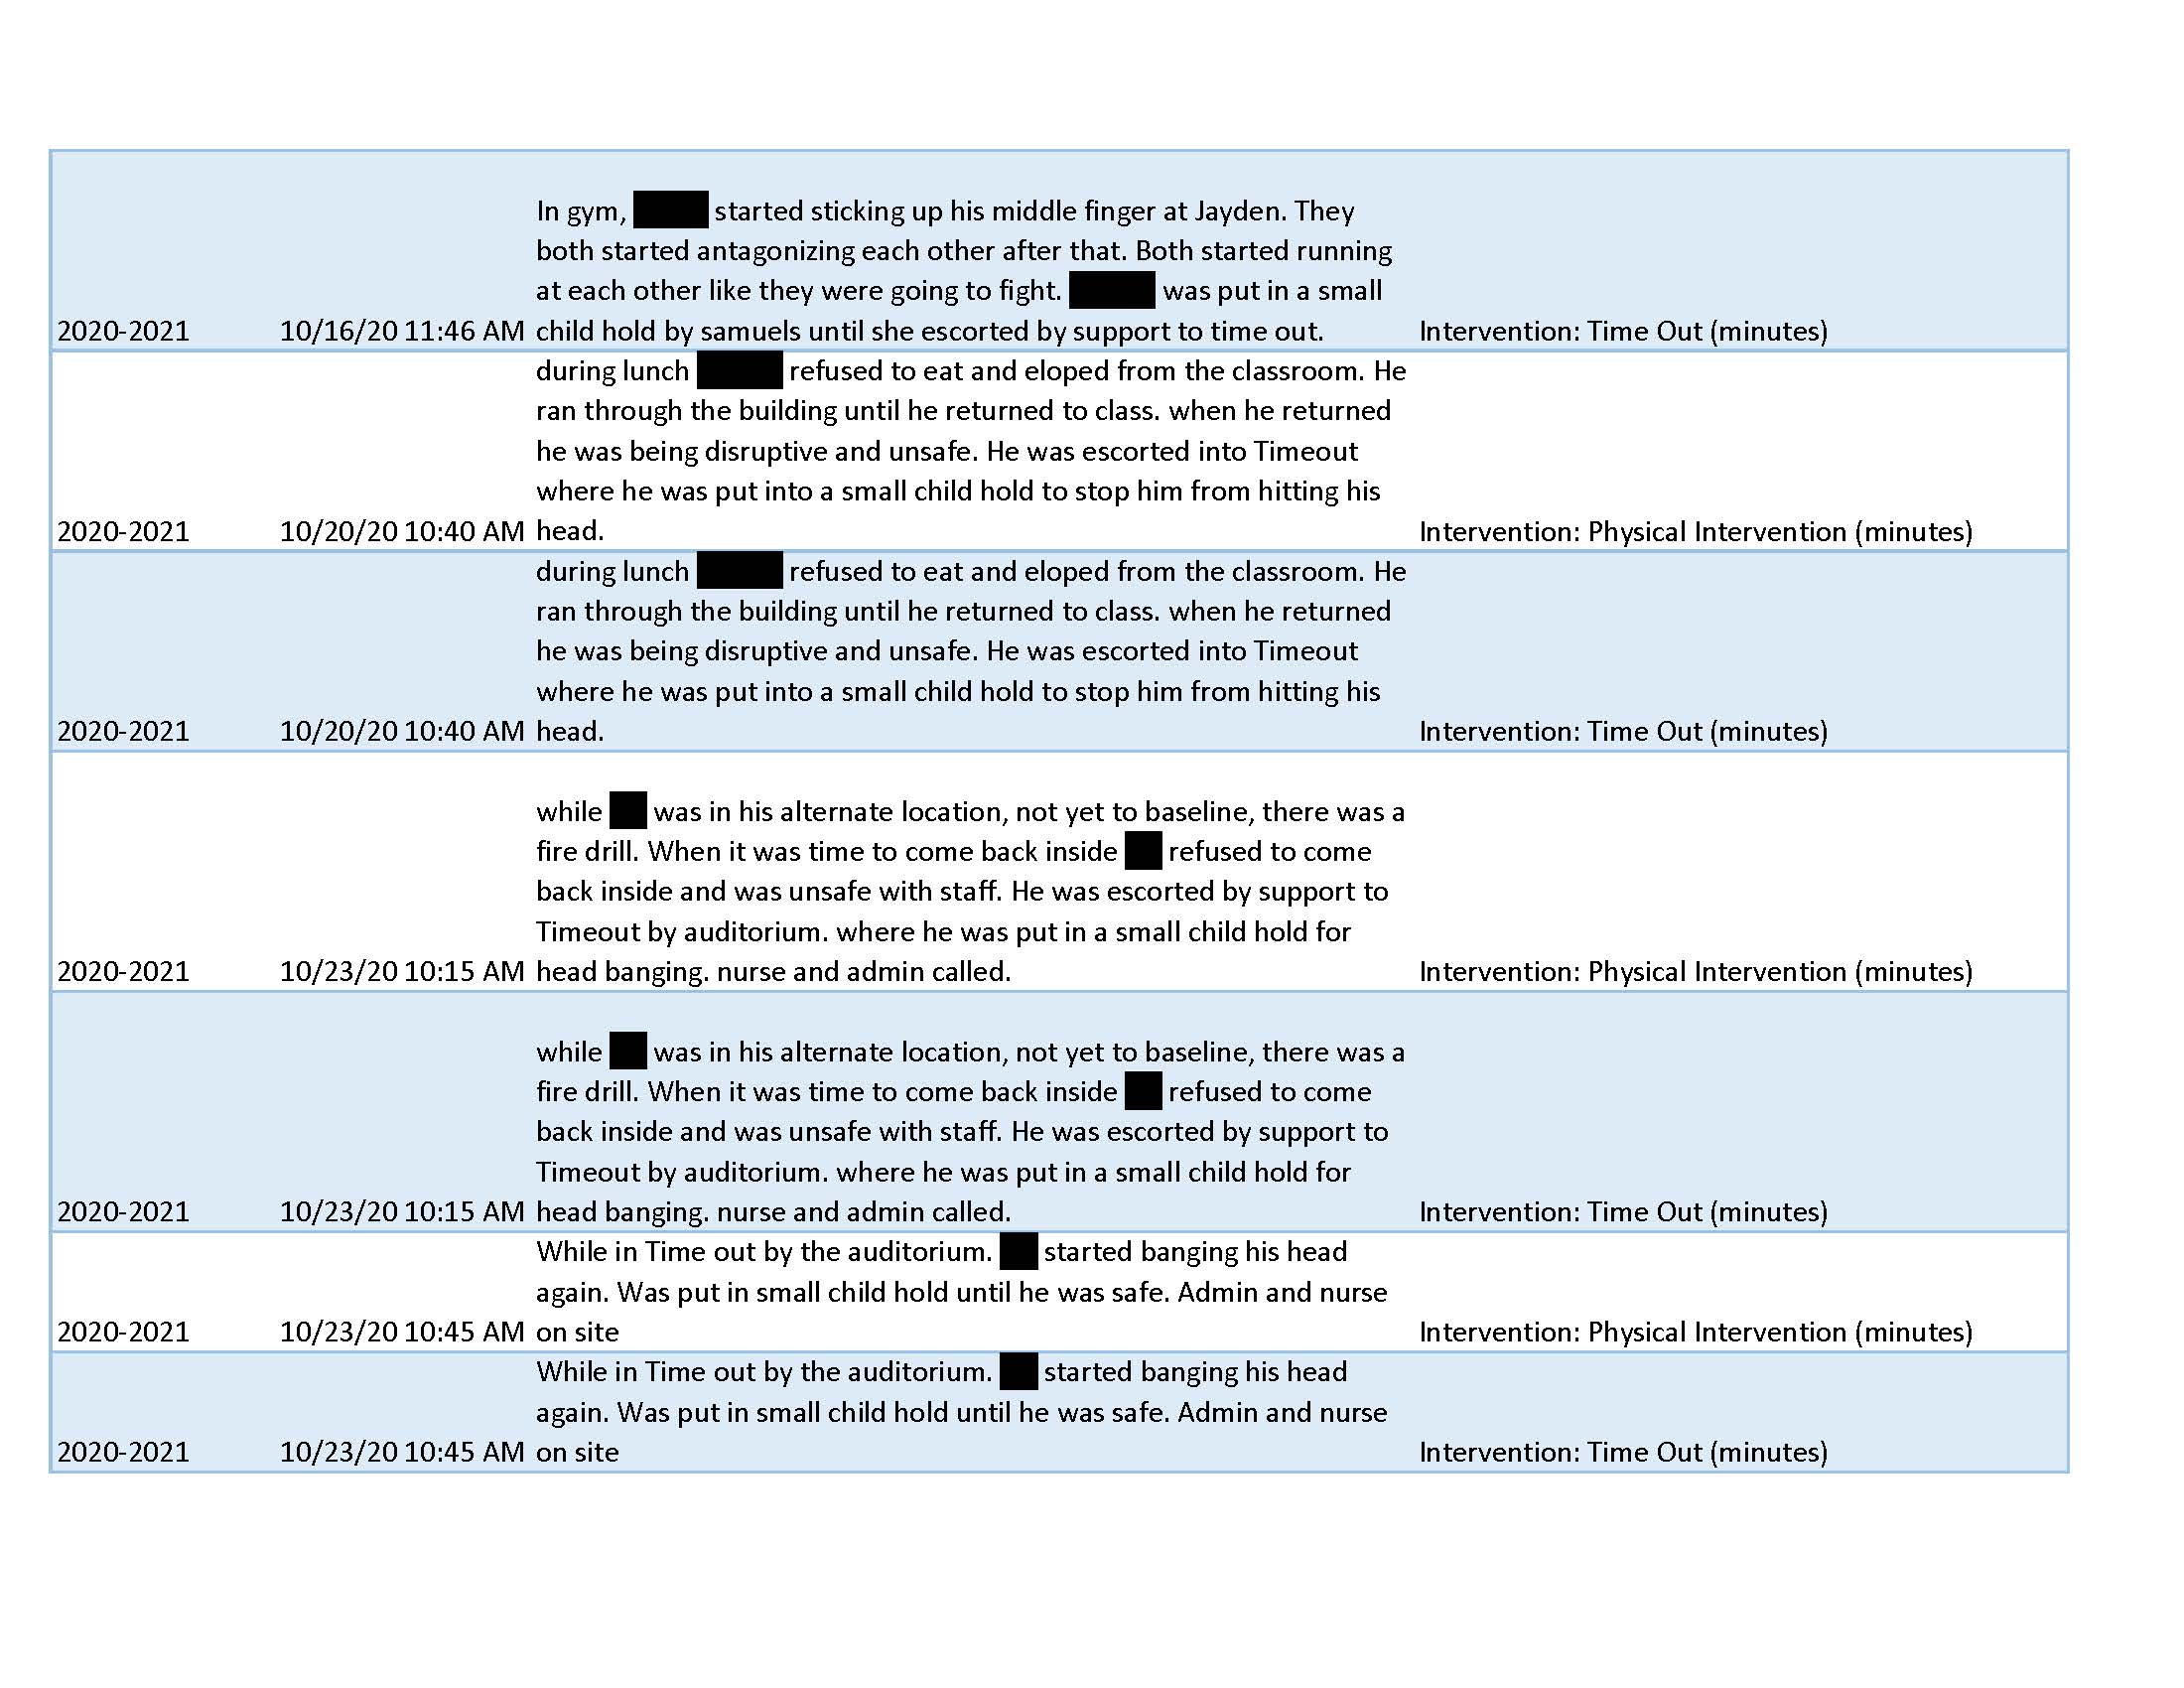 In gym, started sticking up his middle finger at Jayden. They
both started antagonizing each other after that. Both started running
at each other like they were going to fight. was put in a small
2020-2021 10/16/20 11:46 AM child hold by samuels until she escorted by support to time out. Intervention: Time Out (minutes)
during lunch refused to eat and eloped from the classroom. He
ran through the building until he returned to class. when he returned
he was being disruptive and unsafe. He was escorted into Timeout
where he was put into a small child hold to stop him from hitting his
2020-2021 10/20/20 10:40 AM head. Intervention: Physical Intervention (minutes)
during lunch refused to eat and eloped from the classroom. He
ran through the building until he returned to class. when he returned
he was being disruptive and unsafe. He was escorted into Timeout
where he was put into a small child hold to stop him from hitting his
2020-2021 10/20/20 10:40 AM head. Intervention: Time Out (minutes)
while was in his alternate location, not yet to baseline, there was a
fire drill. When it was time to come back inside refused to come
back inside and was unsafe with staff. He was escorted by support to
Timeout by auditorium. where he was put in a small child hold for
2020-2021 10/23/20 10:15 AM head banging. nurse and admin called. Intervention: Physical Intervention (minutes)
while was in his alternate location, not yet to baseline, there was a
fire drill. When it was time to come back inside refused to come
back inside and was unsafe with staff. He was escorted by support to
Timeout by auditorium. where he was put in a small child hold for
2020-2021 10/23/20 10:15 AM head banging. nurse and admin called. Intervention: Time Out (minutes)
While in Time out by the auditorium. started banging his head
again. Was put in small child hold until he was safe. Admin and nurse
2020-2021 10/23/20 10:45 AM on site Intervention: Physical Intervention (minutes)
While in Time out by the auditorium. started banging his head
again. Was put in small child hold until he was safe. Admin and nurse
2020-2021 10/23/20 10:45 AM on site Intervention: Time Out (minutes)